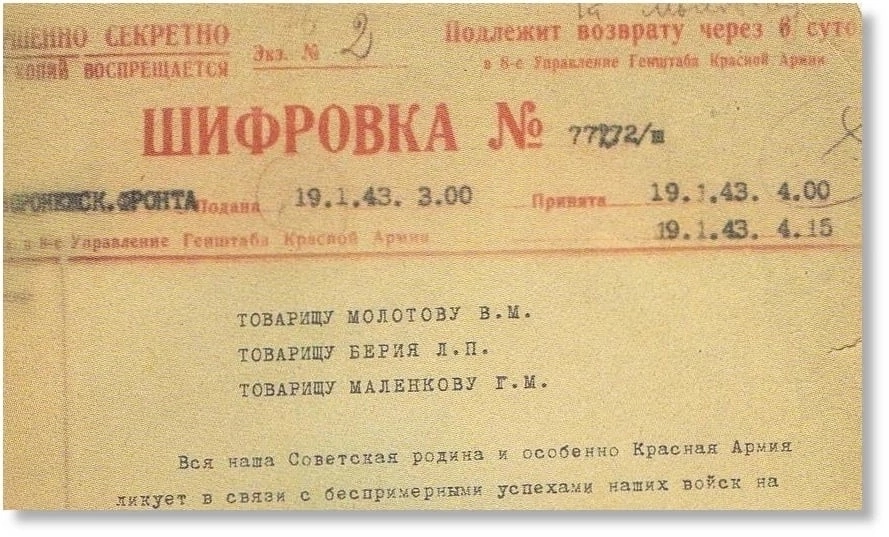 СЕКРЕТНО
Экз. № 2
Подлежит возврату через 6 суто
КОПИЙ ВОСПРЕЩАЕТСЯ
в 8-е Управление Генштаба Красной Армии
ШИФРОВКА №
ФРОНТА Подана 19.1.43. 3.00 Принята 19.1.43. 4.00
в 8-е Управление Генштаба Красной Армии 19.1.43. 4.15
ТОВАРИЩУ МОЛОТОВУ В.М.
ТОВАРИЩУ БЕРИЯ Л.П.
ТОВАРИЩУ МАЛЕНКОВУ Г.М.
Вся наша Советская родина и особенно Красная Армия
ликует в связи с беспримерными успехами наших войск на